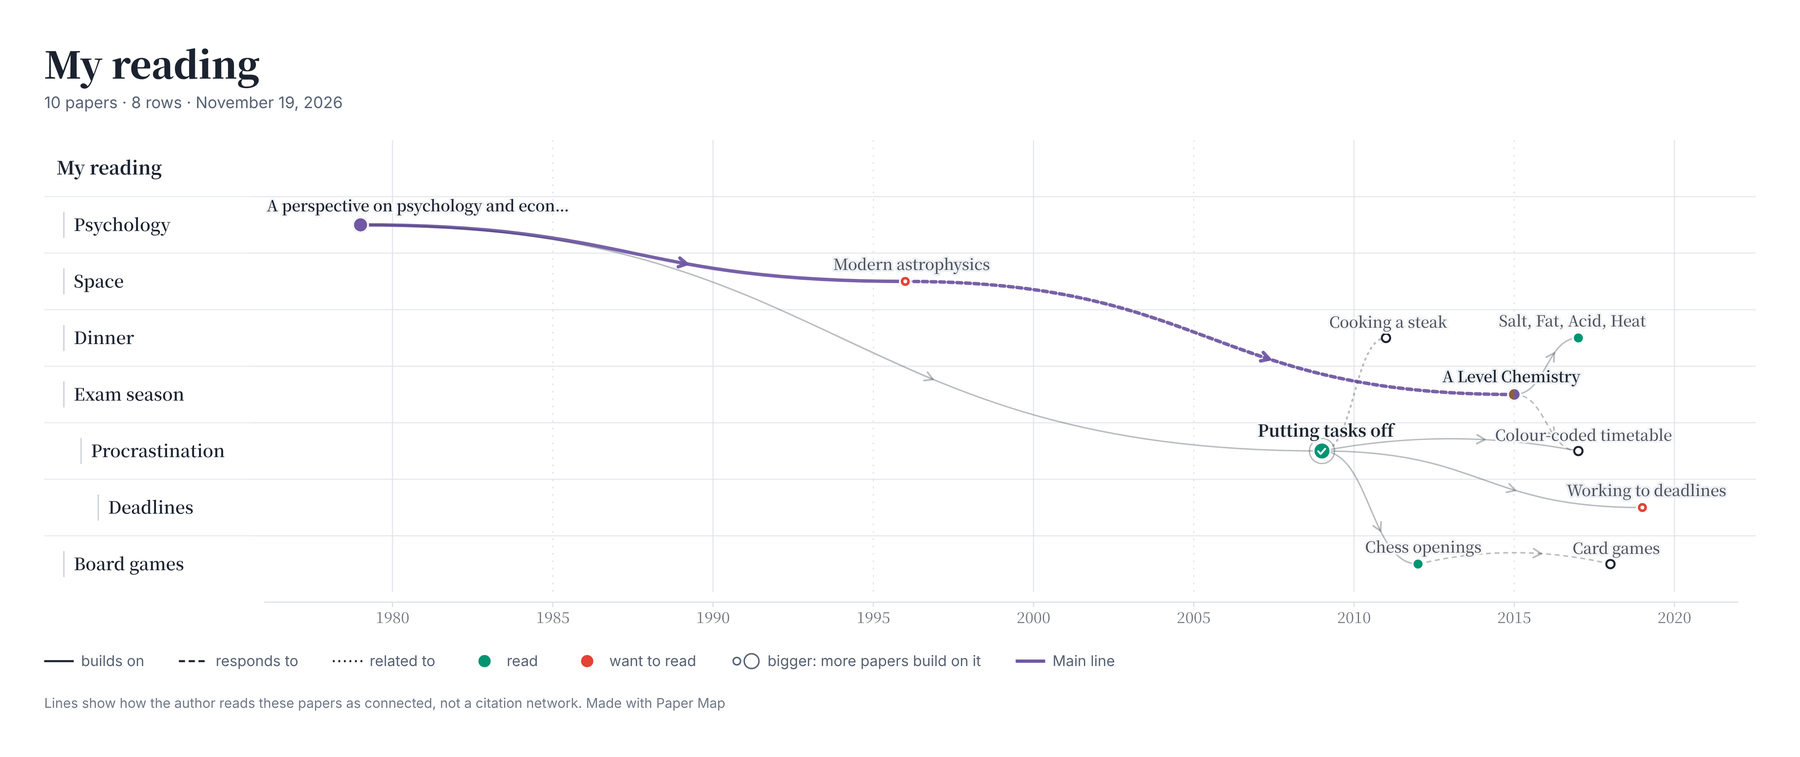 My reading
10 papers · 8 rows · November 19, 2026
My reading
Psychology
A perspective on psychology and econ...
Space
Modern astrophysics
Dinner
Cooking a steak
Salt, Fat, Acid, Heat
Exam season
A Level Chemistry
Procrastination
Putting tasks off
Colour-coded timetable
Deadlines
Working to deadlines
Board games
Chess openings
Card games
1980 1985 1990 1995 2000 2005 2010 2015 2020
builds on responds to related to read want to read bigger: more papers build on it Main line
Lines show how the author reads these papers as connected, not a citation network. Made with Paper Map